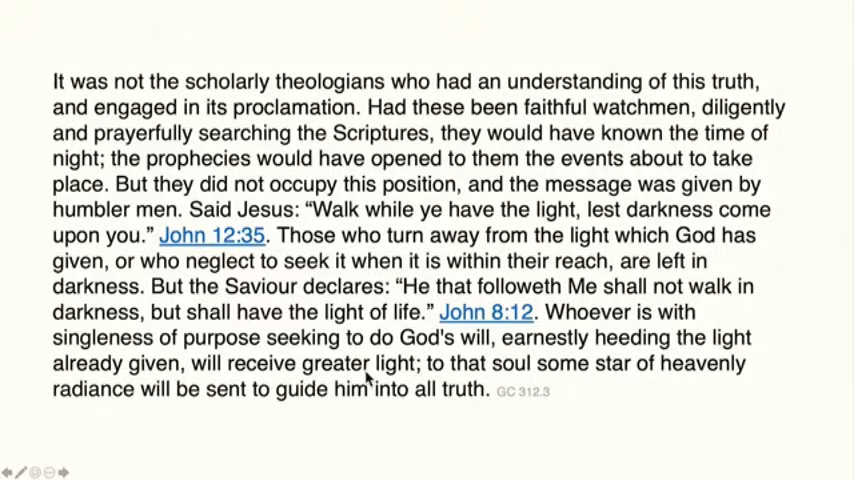 It was not the scholarly theologians who had an understanding of this truth,
and engaged in its proclamation. Had these been faithful watchmen, diligently
and prayerfully searching the Scriptures, they would have known the time of
night; the prophecies would have opened to them the events about to take
place. But they did not occupy this position, and the message was given by
humbler men. Said Jesus: “Walk while ye have the light, lest darkness come
upon you.” John 12:35. Those who turn away from the light which God has
given, or who neglect to seek it when it is within their reach, are left in
darkness. But the Saviour declares: “He that followeth Me shall not walk in
darkness, but shall have the light of life.” John 8:12. Whoever is with
singleness of purpose seeking to do God's will, earnestly heeding the light
already given, will receive greater light; to that soul some star of heavenly
radiance will be sent to guide him into all truth. GC 312.3